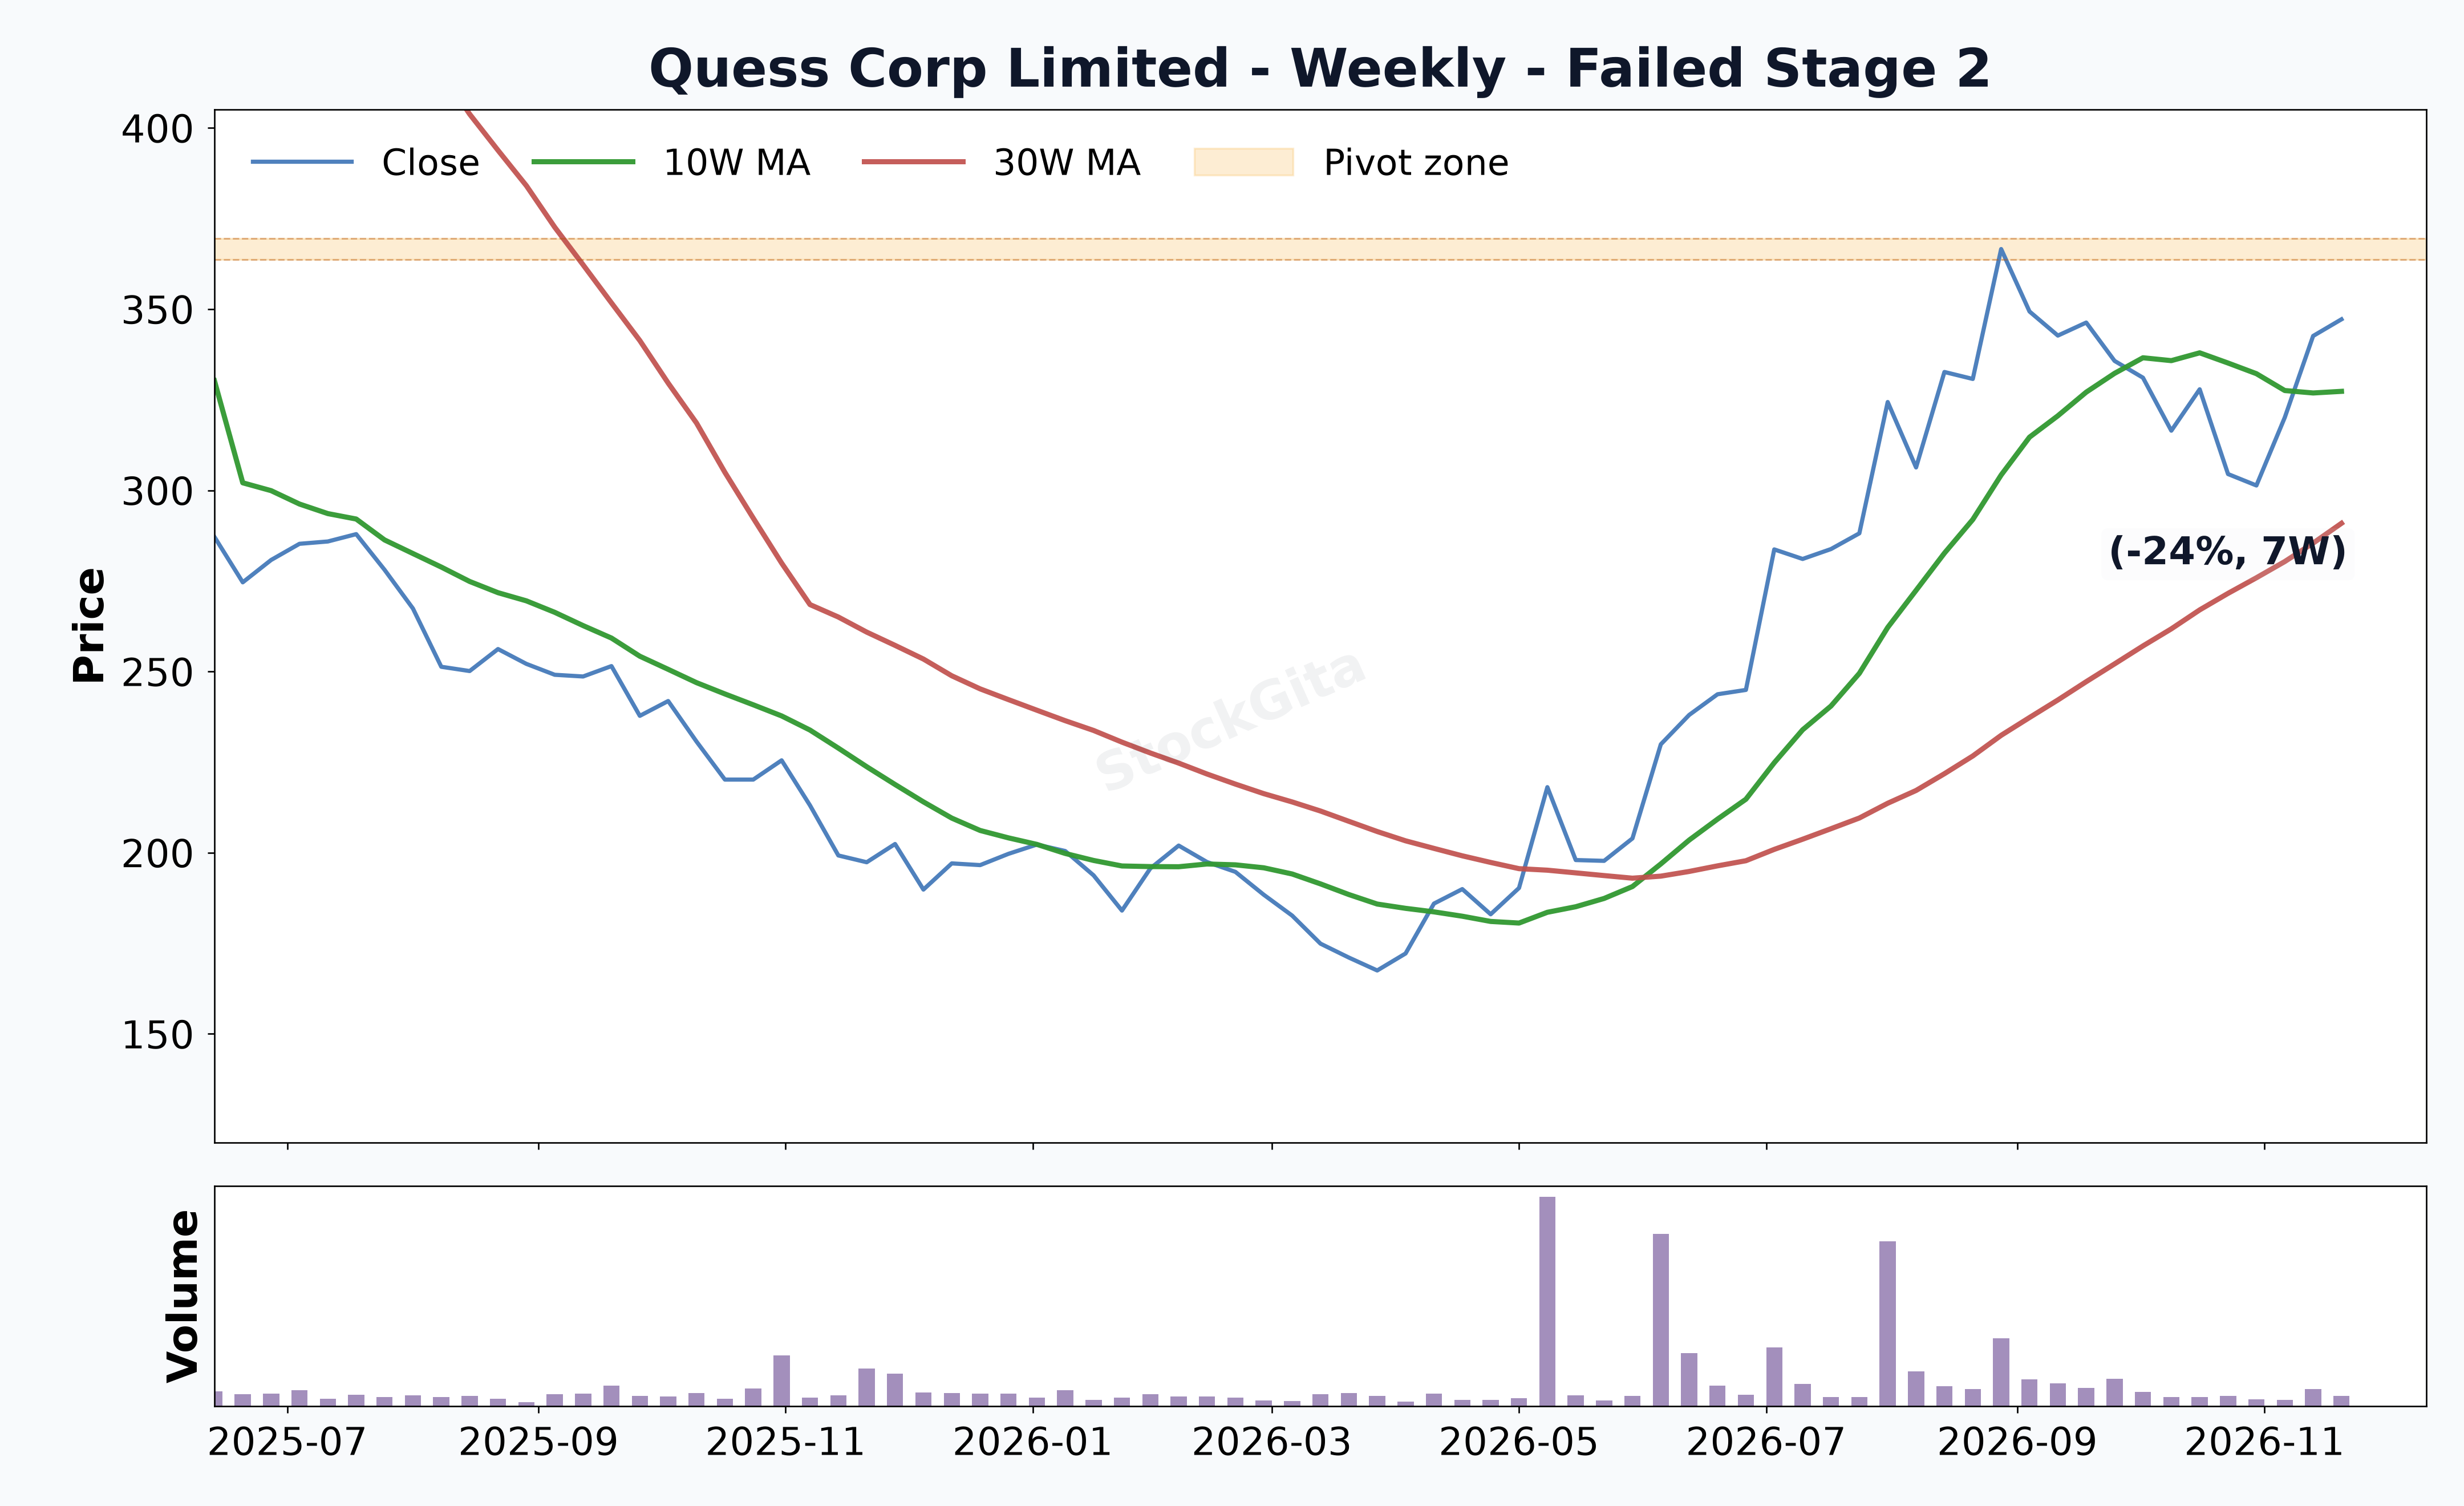 Quess Corp Limited - Weekly - Failed Stage 2
Close 10W MA 30W MA Pivot zone
400
350
300
250
200
150
Price
(-24%, 7W)
StockGita
Volume
2025-07 2025-09 2025-11 2026-01 2026-03 2026-05 2026-07 2026-09 2026-11